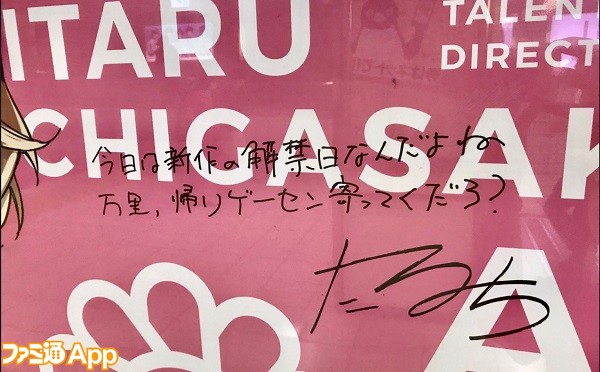 ITARU
TALEN
DIRECT
CHIGASAK
今日は新作の解禁日なんだよね
万里、帰りゲーセン寄ってくだろ?
たるち
A
ファミ通App